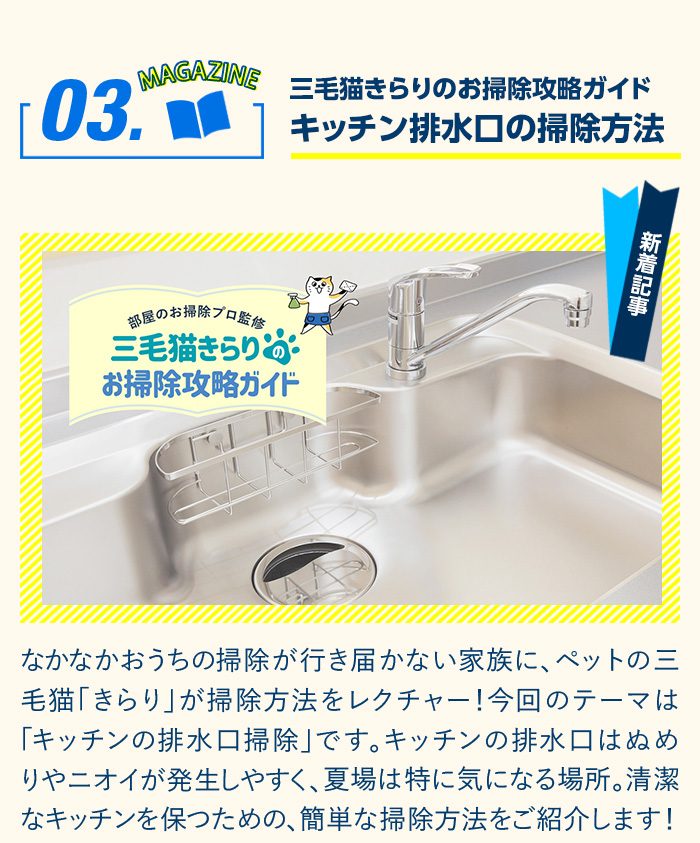 03.
MAGAZINE
三毛猫きらりのお掃除攻略ガイド
キッチン排水口の掃除方法
新着記事
部屋のお掃除プロ監修
三毛猫きらりの
お掃除攻略ガイド
なかなかおうちの掃除が行き届かない家族に、ペットの三
毛猫「きらり」が掃除方法をレクチャー！今回のテーマは
「キッチンの排水口掃除」です。キッチンの排水口はぬめ
りやニオイが発生しやすく、夏場は特に気になる場所。清潔
なキッチンを保つための、簡単な掃除方法をご紹介します！